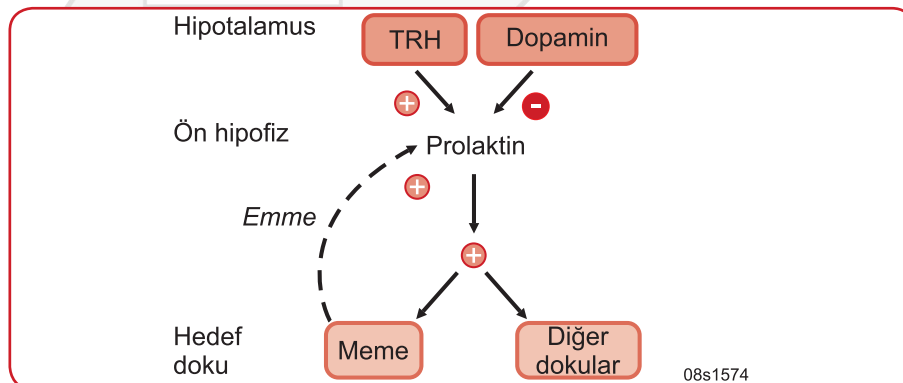 Hipotalamus
TRH
Dopamin
+
-
Ön hipofiz
Prolaktin
+
Emme
+
Hedef
doku
Meme
Diğer
dokular
08s1574